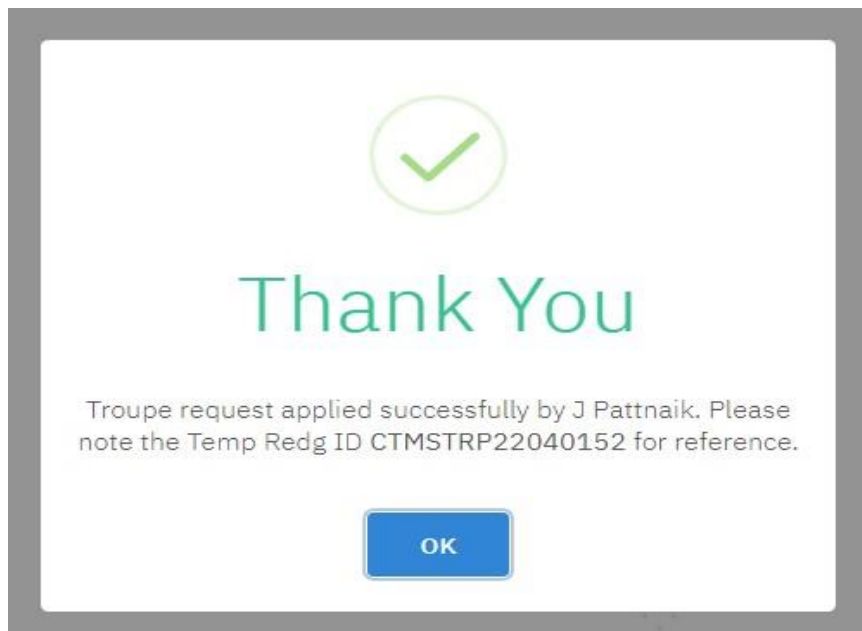 Thank You
Troupe request applied successfully by J Pattnaik. Please
note the Temp Redg ID CTMSTRP22040152 for reference.
OK